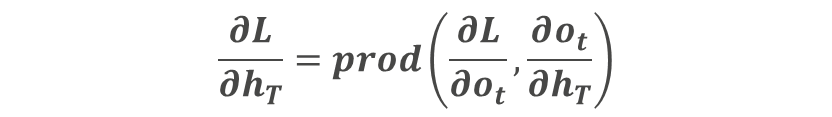 ∂L/∂h_T = prod(∂L/∂o_t, ∂o_t/∂h_T)